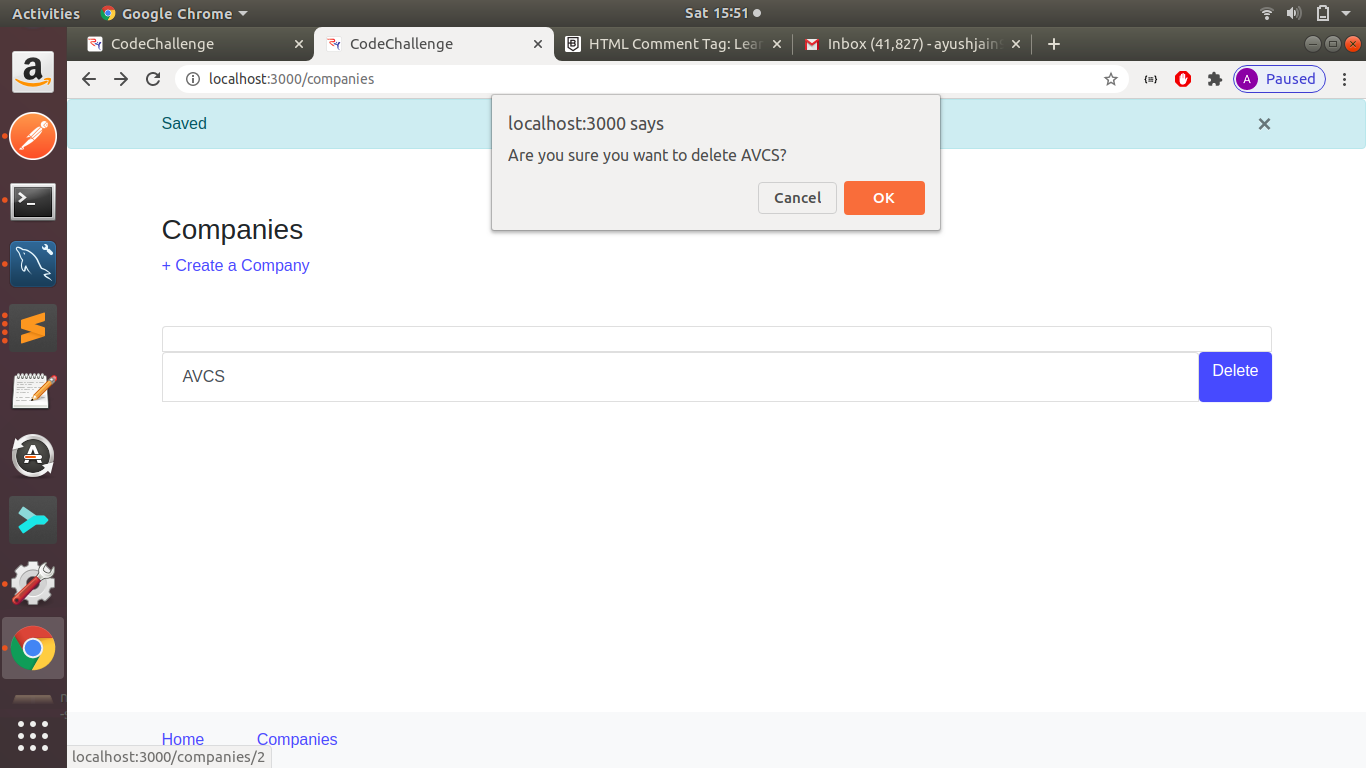 Activities Google Chrome Sat 15:51
CodeChallenge CodeChallenge HTML Comment Tag: Lear Inbox (41,827) - ayushjain
localhost:3000/companies A Paused
Saved
localhost:3000 says
Are you sure you want to delete AVCS?
Cancel OK
Companies
+ Create a Company
AVCS Delete
Home Companies
localhost:3000/companies/2